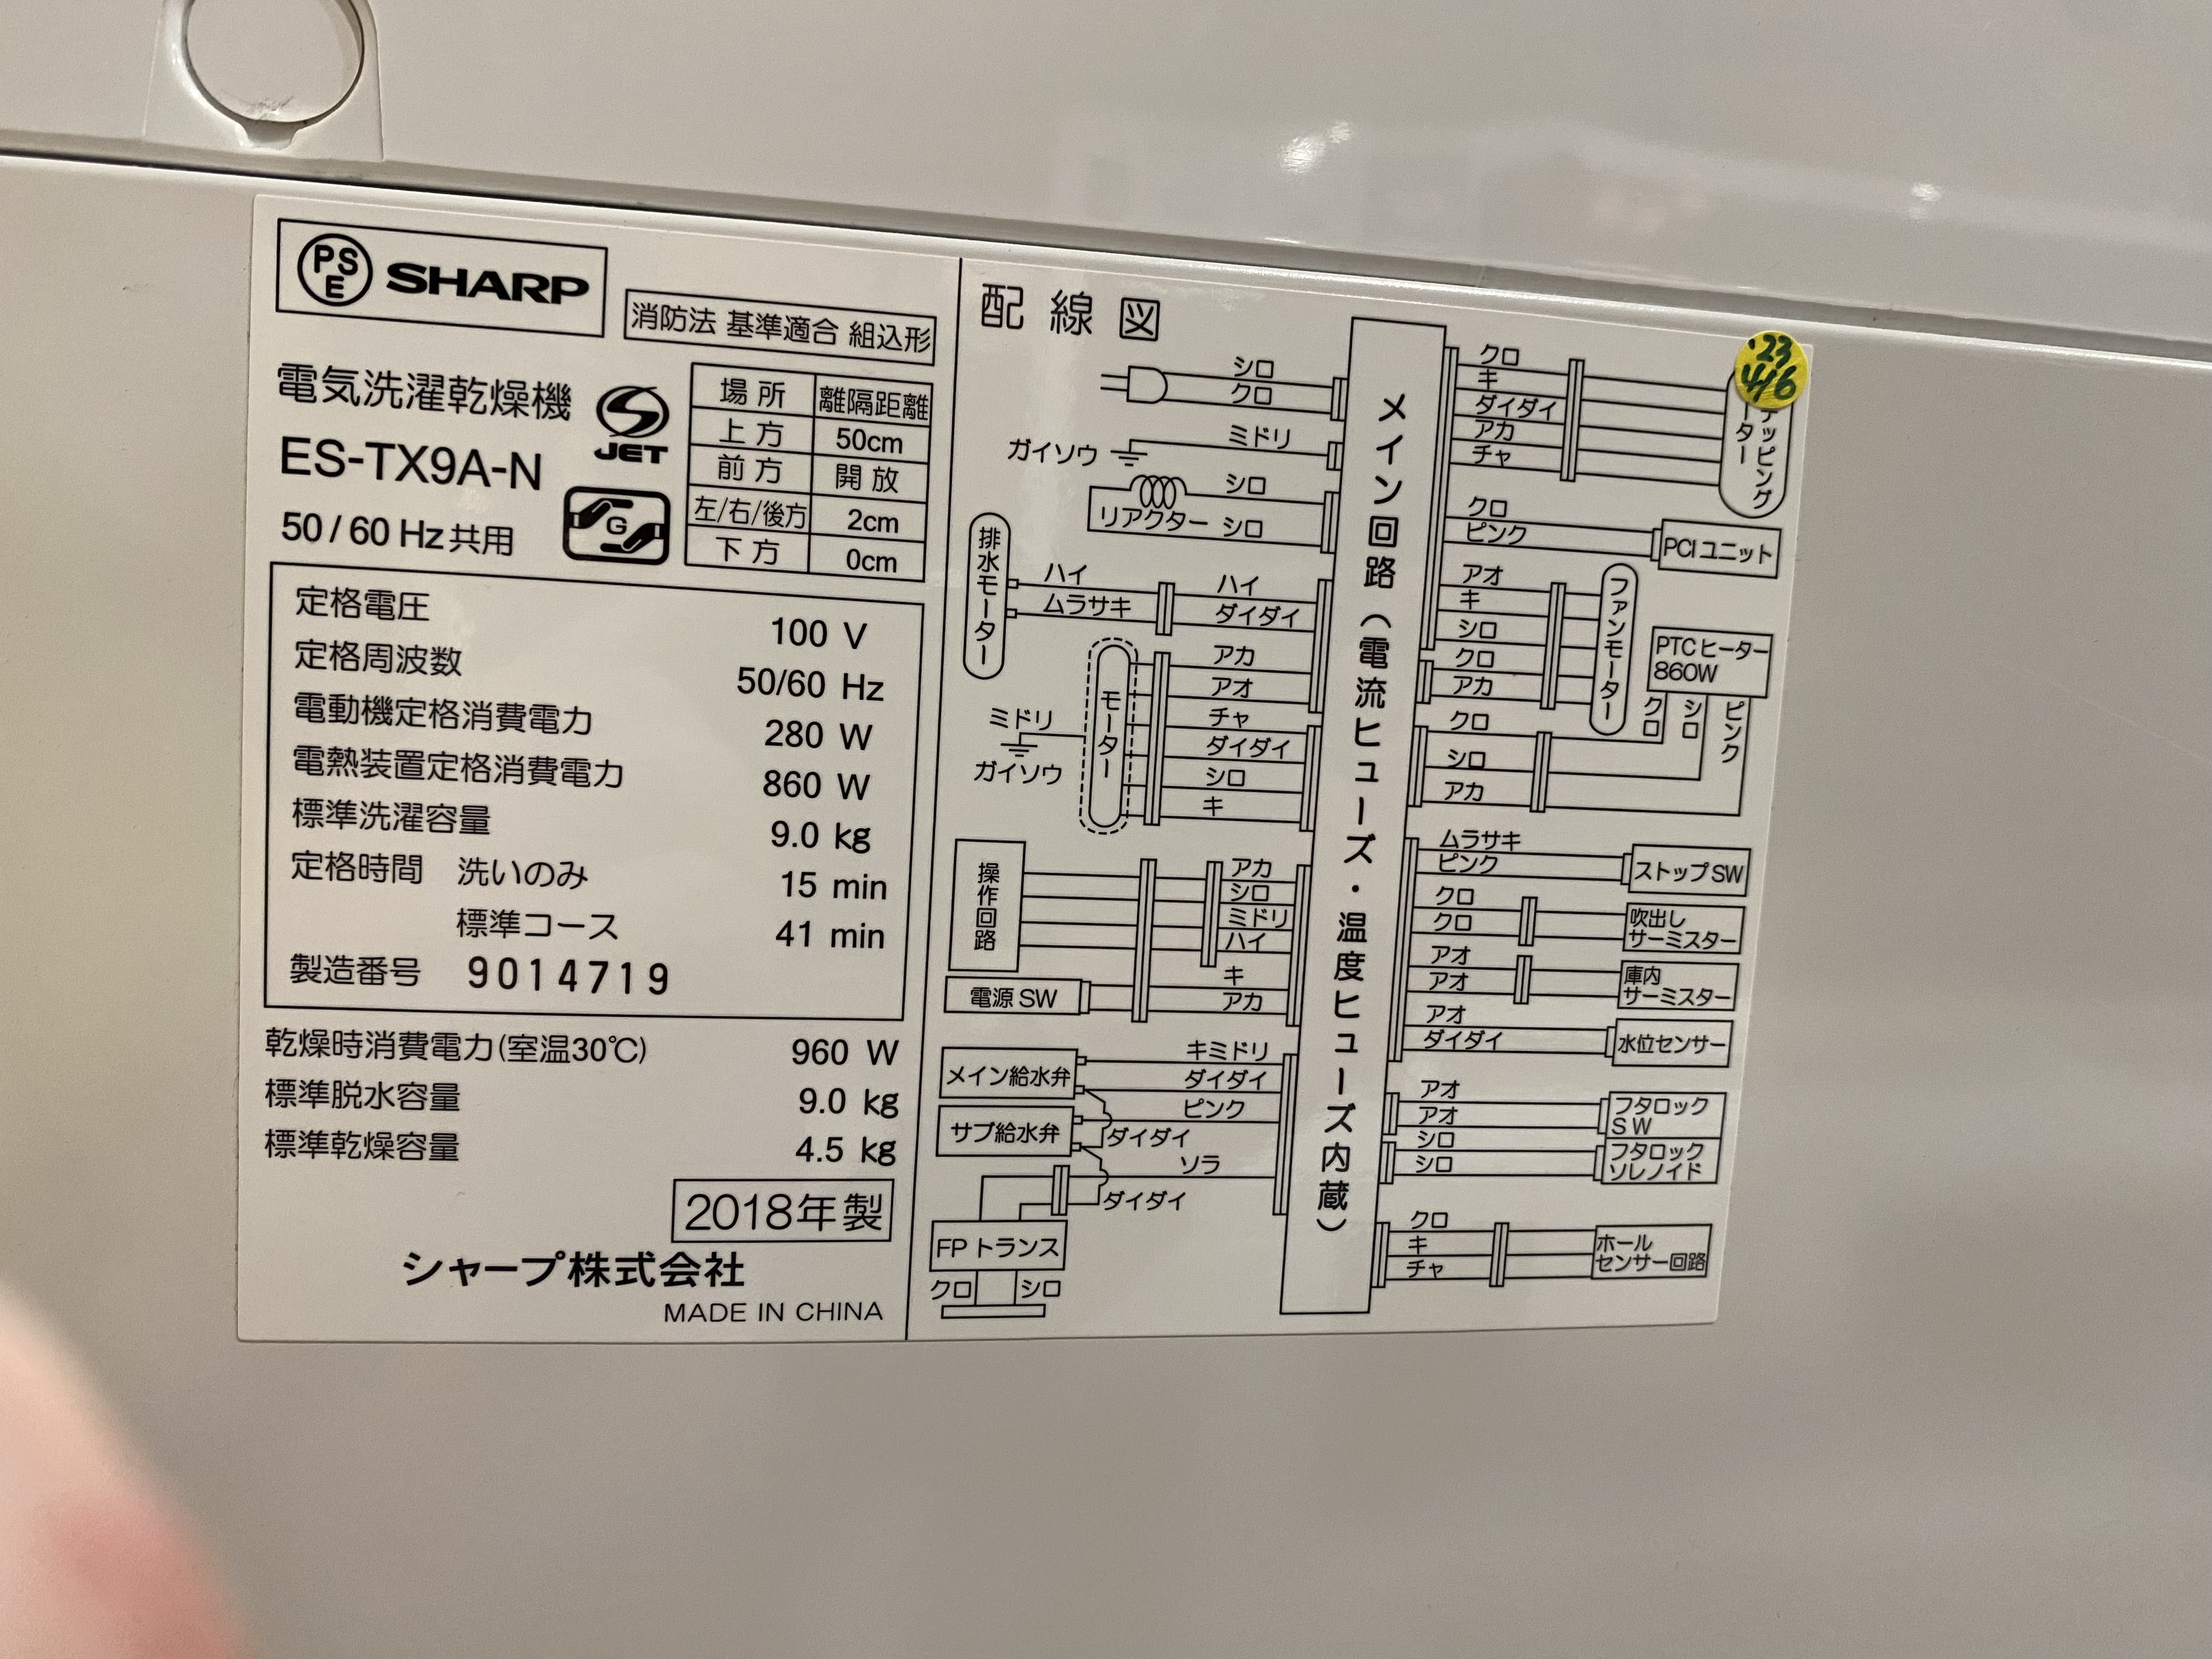 PSE SHARP
消防法 基準適合 組込形
電気洗濯乾燥機
ES-TX9A-N
50/60 Hz共用
JET
G
場所 離隔距離
上方 50cm
前方 開放
左/右/後方 2cm
下方 0cm
定格電圧 100 V
定格周波数 50/60 Hz
電動機定格消費電力 280 W
電熱装置定格消費電力 860 W
標準洗濯容量 9.0 kg
定格時間 洗いのみ 15 min
標準コース 41 min
製造番号 9014719
乾燥時消費電力(室温30℃) 960 W
標準脱水容量 9.0 kg
標準乾燥容量 4.5 kg
2018年製
シャープ株式会社
MADE IN CHINA
配線図
シロ
クロ
ガイソウ
ミドリ
シロ
リアクター シロ
排水モーター
ハイ ハイ
ムラサキ ダイダイ
モーター
ミドリ
ガイソウ
アカ
アオ
チャ
ダイダイ
シロ
キ
操作回路
アカ
シロ
ミドリ
ハイ
電源 SW
キ
アカ
メイン給水弁
キミドリ
ダイダイ
サブ給水弁
ピンク
ダイダイ
ソラ
ダイダイ
FP トランス
クロ シロ
メイン回路(電流ヒューズ・温度ヒューズ内蔵)
クロ
キ
ダイダイ
アカ
チャ
'23
4/6
テッピング
ーター
クロ
ピンク
PCIユニット
アオ
キ
シロ
クロ
アカ
ファンモーター
PTCヒーター
860W
クロ
シロ
ピンク
クロ
シロ
アカ
ムラサキ
ピンク
ストップSW
クロ
クロ
吹出し
サーミスター
アオ
アオ
庫内
サーミスター
アオ
ダイダイ
水位センサー
アオ
アオ
フタロック
SW
シロ
シロ
フタロック
ソレノイド
クロ
キ
チャ
ホール
センサー回路